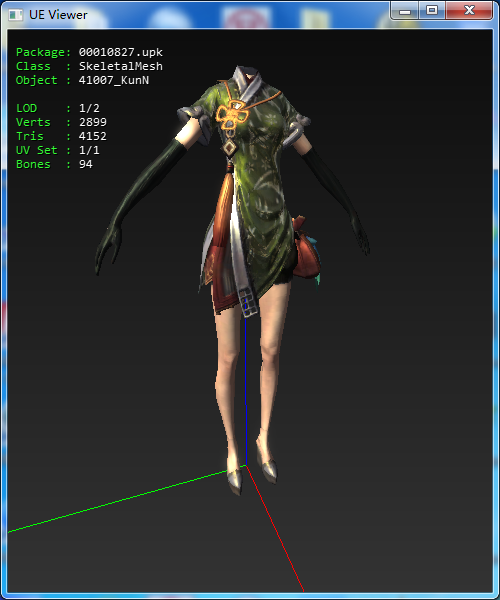 UE Viewer
Package: 00010827.upk
Class : SkeletalMesh
Object : 41007_KunN
LOD : 1/2
Verts : 2899
Tris : 4152
UV Set : 1/1
Bones : 94